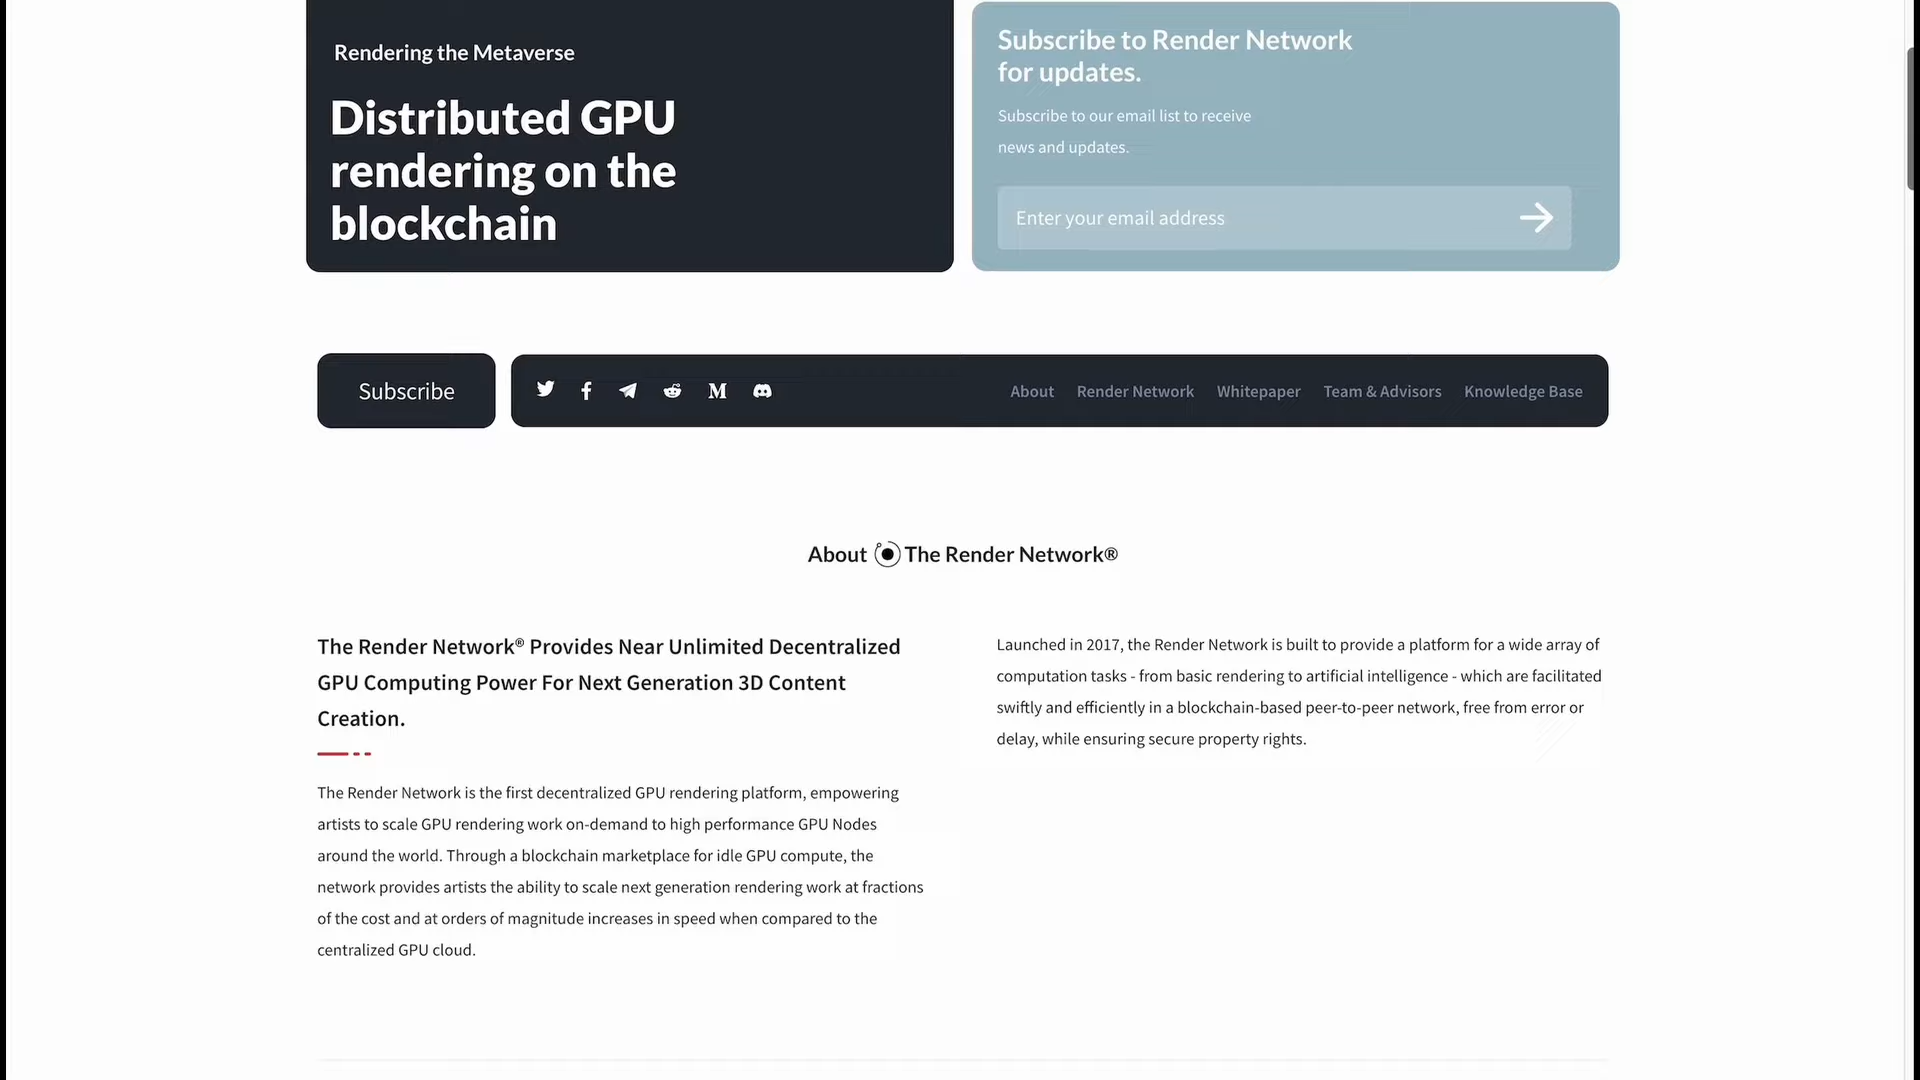 Rendering the Metaverse
Distributed GPU
rendering on the
blockchain
Subscribe to Render Network
for updates.
Subscribe to our email list to receive
news and updates.
Enter your email address
Subscribe
About Render Network Whitepaper Team & Advisors Knowledge Base
About The Render Network®
The Render Network® Provides Near Unlimited Decentralized
GPU Computing Power For Next Generation 3D Content
Creation.
The Render Network is the first decentralized GPU rendering platform, empowering
artists to scale GPU rendering work on-demand to high performance GPU Nodes
around the world. Through a blockchain marketplace for idle GPU compute, the
network provides artists the ability to scale next generation rendering work at fractions
of the cost and at orders of magnitude increases in speed when compared to the
centralized GPU cloud.
Launched in 2017, the Render Network is built to provide a platform for a wide array of
computation tasks - from basic rendering to artificial intelligence - which are facilitated
swiftly and efficiently in a blockchain-based peer-to-peer network, free from error or
delay, while ensuring secure property rights.